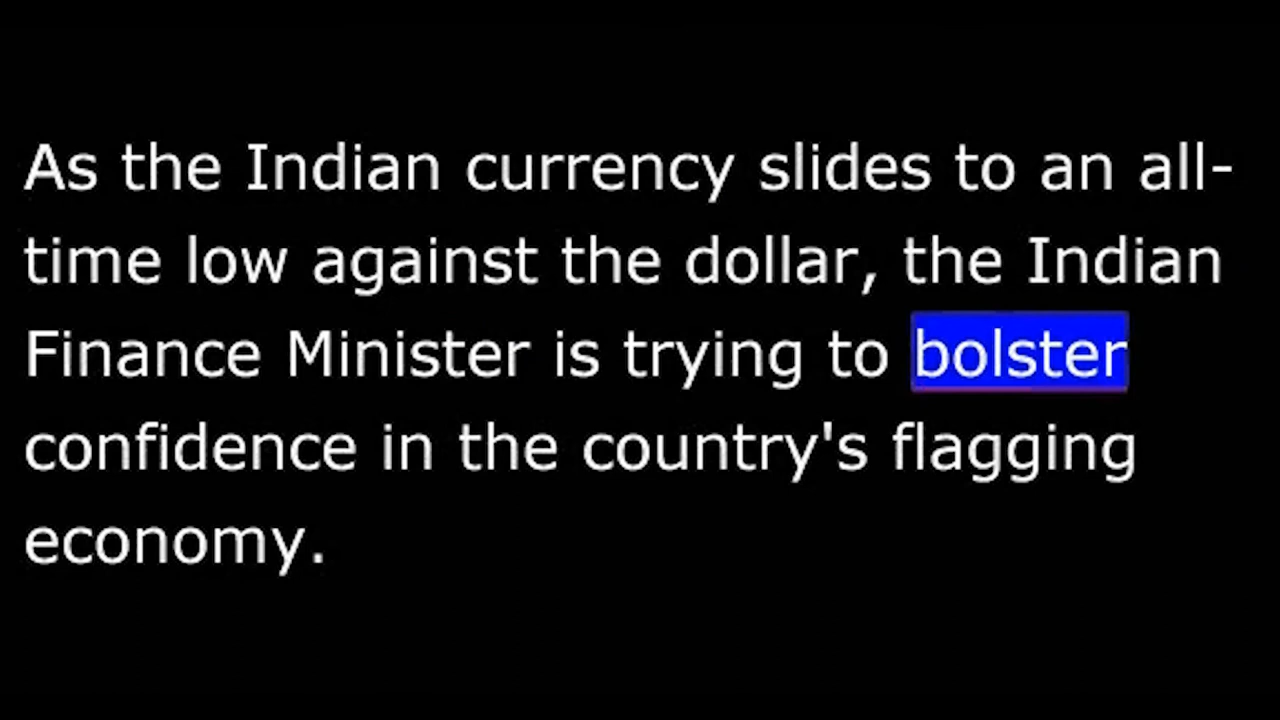 As the Indian currency slides to an all-
time low against the dollar, the Indian
Finance Minister is trying to bolster
confidence in the country's flagging
economy.